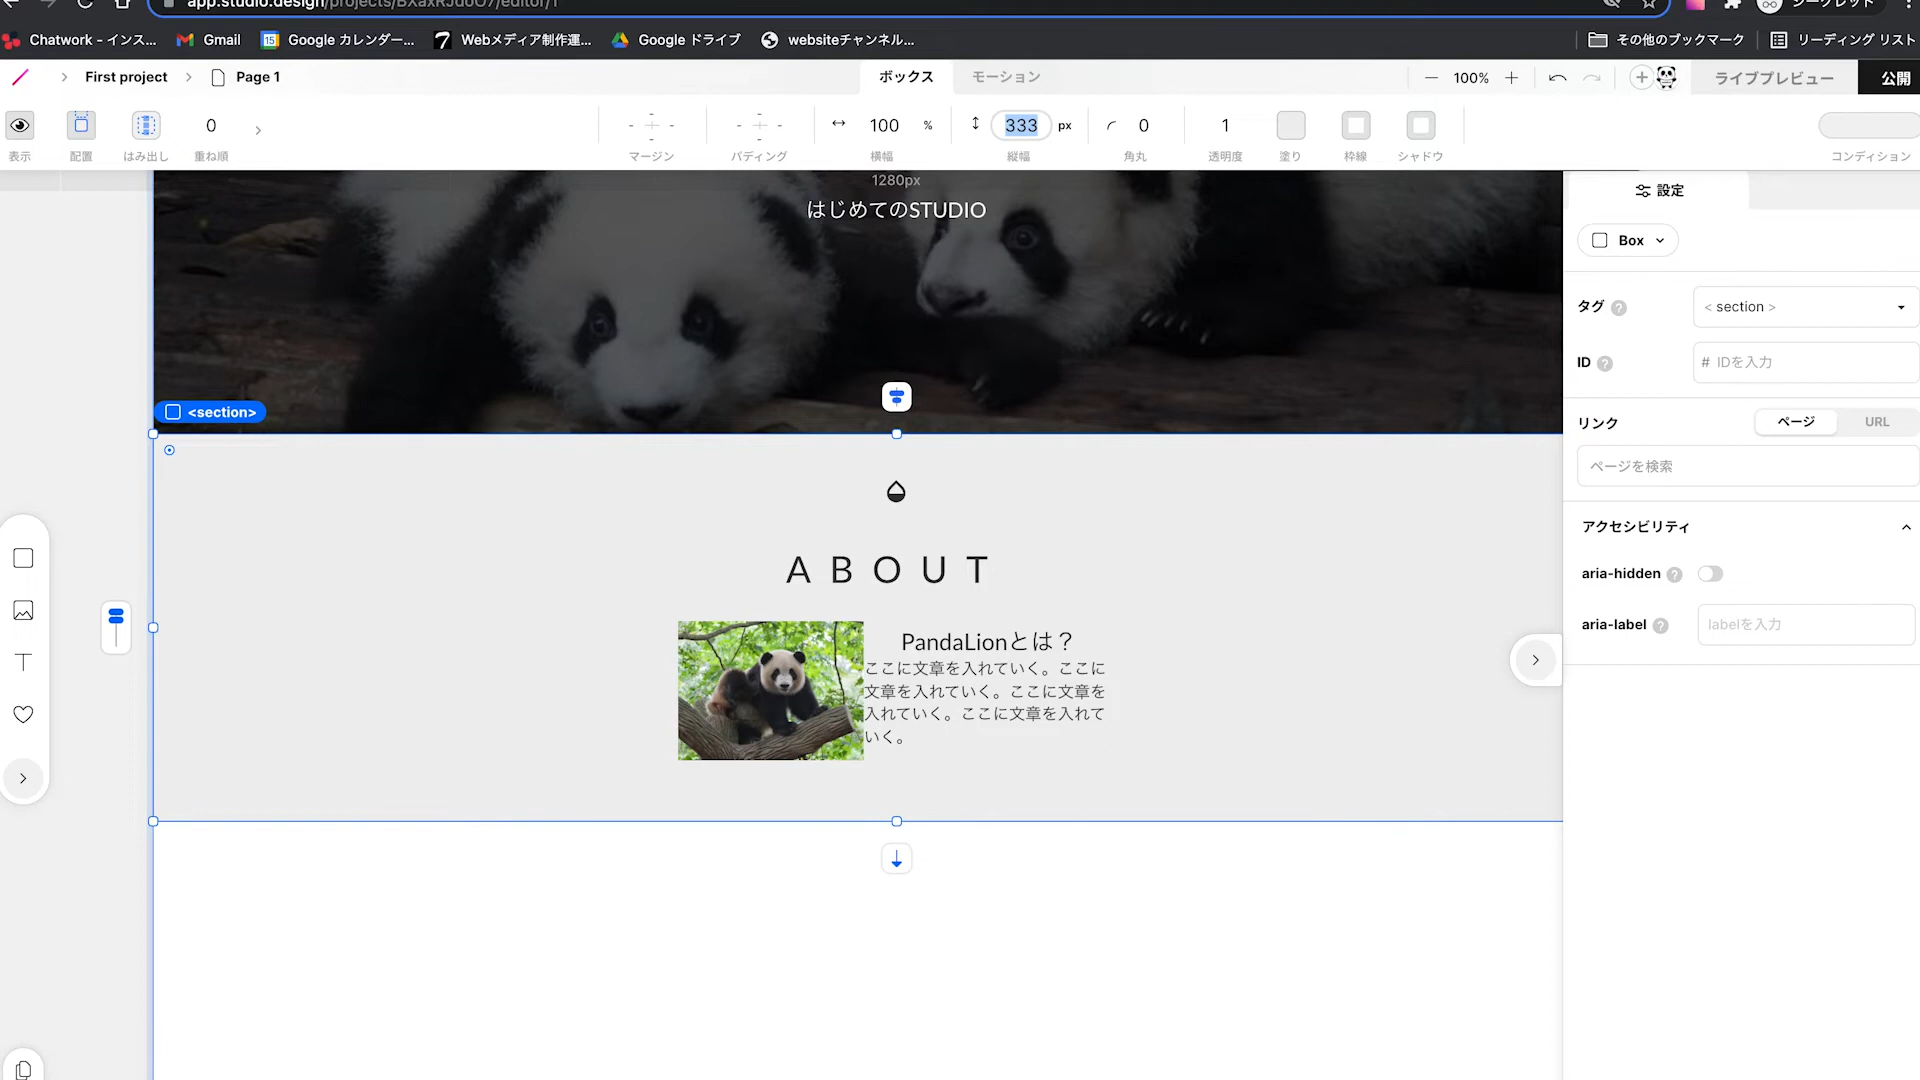 app.studio.design/projects/BXaxRJdoO7/editor/1
シークレット
Chatwork - インス...
Gmail
Google カレンダー...
Webメディア制作運...
Google ドライブ
websiteチャンネル...
その他のブックマーク
リーディング リスト
First project
Page 1
ボックス
モーション
100%
ライブプレビュー
公開
0
100 %
333 px
0
1
表示
配置
はみ出し
重ね順
マージン
パディング
横幅
縦幅
角丸
透明度
塗り
枠線
シャドウ
コンディション
1280px
はじめてのSTUDIO
設定
Box
タグ
< section >
ID
# IDを入力
<section>
リンク
ページ
URL
ページを検索
アクセシビリティ
aria-hidden
aria-label
labelを入力
ABOUT
PandaLionとは？
ここに文章を入れていく。ここに
文章を入れていく。ここに文章を
入れていく。ここに文章を入れて
いく。